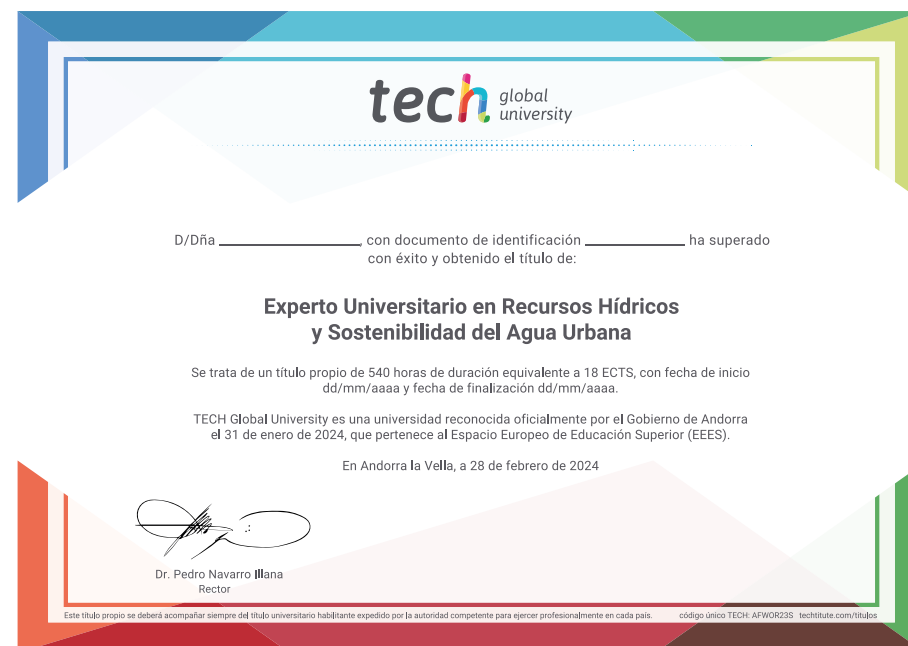 tech global
university
D/Dña ______________, con documento de identificación __________ ha superado
con éxito y obtenido el título de:
Experto Universitario en Recursos Hídricos
y Sostenibilidad del Agua Urbana
Se trata de un título propio de 540 horas de duración equivalente a 18 ECTS, con fecha de inicio
dd/mm/aaaa y fecha de finalización dd/mm/aaaa.
TECH Global University es una universidad reconocida oficialmente por el Gobierno de Andorra
el 31 de enero de 2024, que pertenece al Espacio Europeo de Educación Superior (EEES).
En Andorra la Vella, a 28 de febrero de 2024
Dr. Pedro Navarro Illana
Rector
Este título propio se deberá acompañar siempre del título universitario habilitante expedido por la autoridad competente para ejercer profesionalmente en cada país. código único TECH: AFWOR23S techtitute.com/titulos